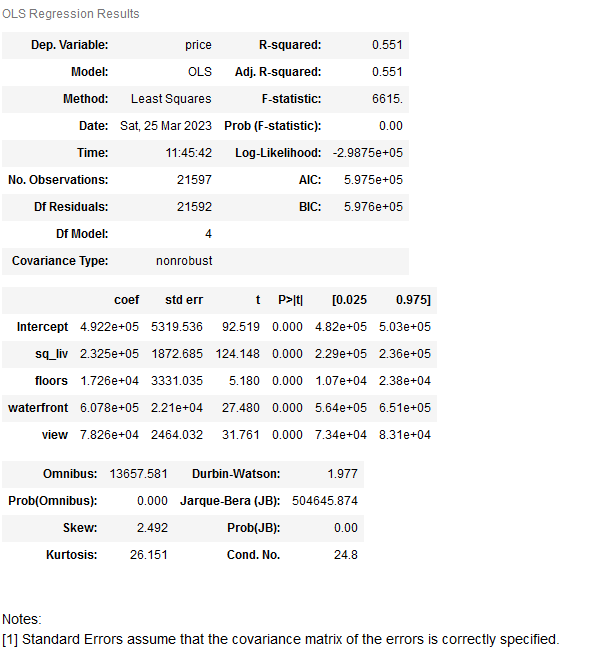 OLS Regression Results
Dep. Variable: price R-squared: 0.551
Model: OLS Adj. R-squared: 0.551
Method: Least Squares F-statistic: 6615.
Date: Sat, 25 Mar 2023 Prob (F-statistic): 0.00
Time: 11:45:42 Log-Likelihood: -2.9875e+05
No. Observations: 21597 AIC: 5.975e+05
Df Residuals: 21592 BIC: 5.976e+05
Df Model: 4
Covariance Type: nonrobust
coef std err t P>|t| [0.025 0.975]
Intercept 4.922e+05 5319.536 92.519 0.000 4.82e+05 5.03e+05
sq_liv 2.325e+05 1872.685 124.148 0.000 2.29e+05 2.36e+05
floors 1.726e+04 3331.035 5.180 0.000 1.07e+04 2.38e+04
waterfront 6.078e+05 2.21e+04 27.480 0.000 5.64e+05 6.51e+05
view 7.826e+04 2464.032 31.761 0.000 7.34e+04 8.31e+04
Omnibus: 13657.581 Durbin-Watson: 1.977
Prob(Omnibus): 0.000 Jarque-Bera (JB): 504645.874
Skew: 2.492 Prob(JB): 0.00
Kurtosis: 26.151 Cond. No. 24.8
Notes:
[1] Standard Errors assume that the covariance matrix of the errors is correctly specified.